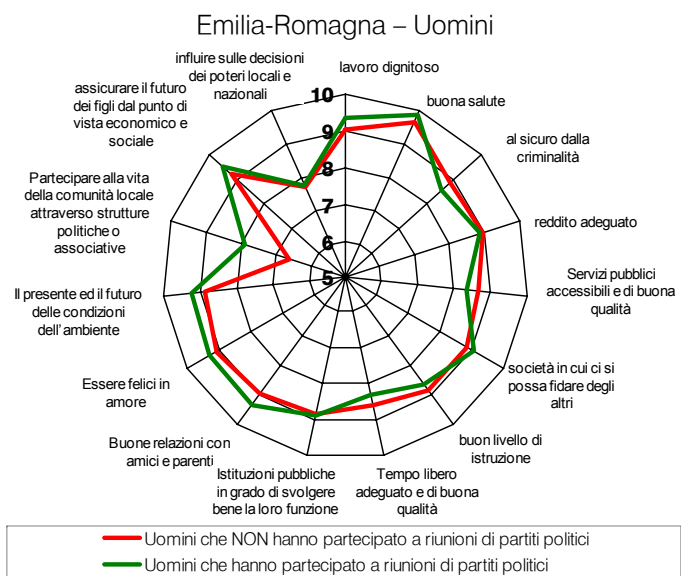 Emilia-Romagna – Uomini
influire sulle decisioni
dei poteri locali e
nazionali
lavoro dignitoso
buona salute
al sicuro dalla
criminalità
reddito adeguato
Servizi pubblici
accessibili e di buona
qualità
società in cui ci si
possa fidare degli
altri
buon livello di
istruzione
Tempo libero
adeguato e di buona
qualità
Istituzioni pubbliche
in grado di svolgere
bene la loro funzione
Buone relazioni con
amici e parenti
Essere felici in
amore
Il presente ed il futuro
delle condizioni
dell'ambiente
Partecipare alla vita
della comunità locale
attraverso strutture
politiche o
associative
assicurare il futuro
dei figli dal punto di
vista economico e
sociale
10
9
8
7
6
5
Uomini che NON hanno partecipato a riunioni di partiti politici
Uomini che hanno partecipato a riunioni di partiti politici